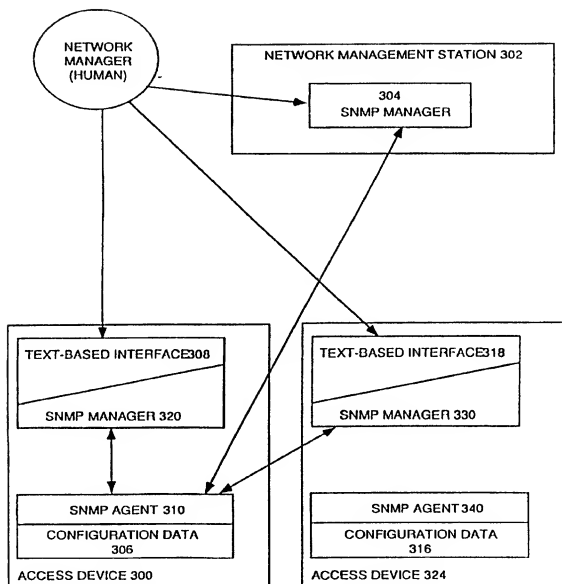 NETWORK
MANAGER
(HUMAN)
NETWORK MANAGEMENT STATION 302
304
SNMP MANAGER
TEXT-BASED INTERFACE308
SNMP MANAGER 320
TEXT-BASED INTERFACE318
SNMP MANAGER 330
SNMP AGENT 310
CONFIGURATION DATA
306
ACCESS DEVICE 300
SNMP AGENT 340
CONFIGURATION DATA
316
ACCESS DEVICE 324